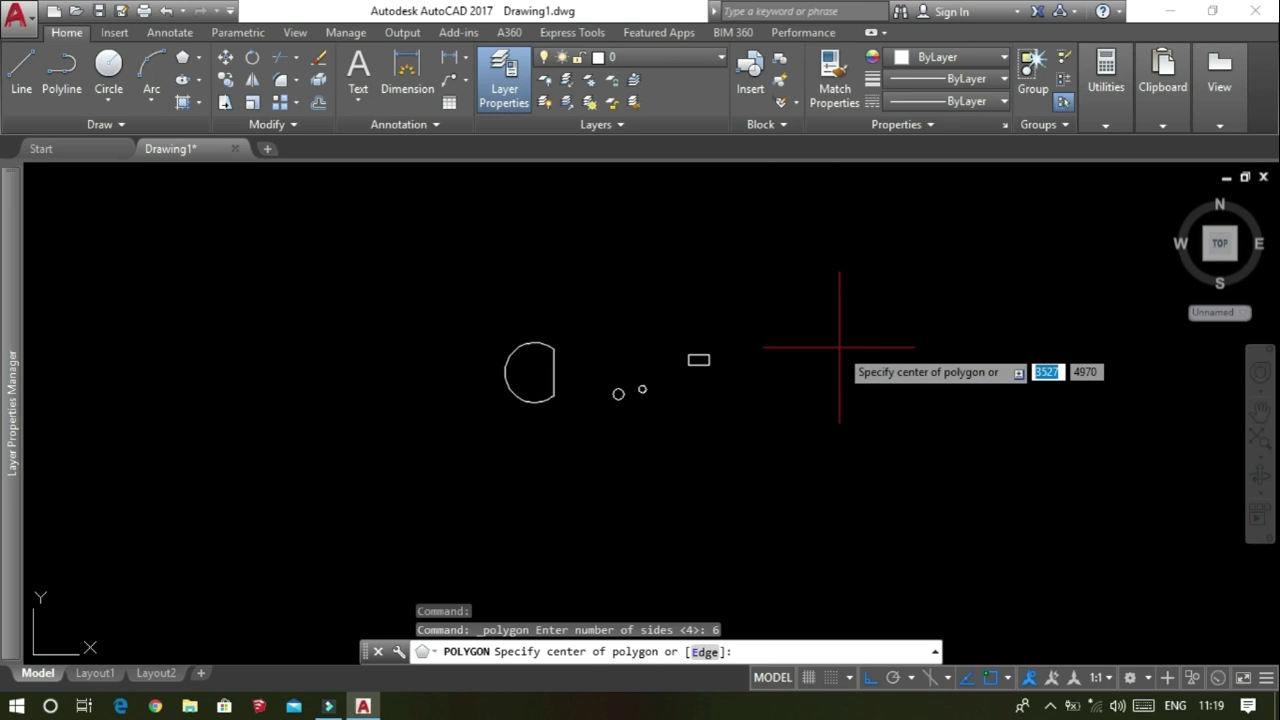 Autodesk AutoCAD 2017 Drawing1.dwg
Type a keyword or phrase
Sign In
Home Insert Annotate Parametric View Manage Output Add-ins A360 Express Tools Featured Apps BIM 360 Performance
Line Polyline Circle Arc
Text Dimension
Layer
Properties
0
Insert
Match
Properties
ByLayer
ByLayer
ByLayer
Group
Utilities
Clipboard
View
Draw Modify Annotation Layers Block Properties Groups
Start Drawing1*
N
W TOP E
S
Unnamed
Layer Properties Manager
Specify center of polygon or 3527 4970
Y
X
Command:
Command: _polygon Enter number of sides <4>: 6
POLYGON Specify center of polygon or [Edge]:
Model Layout1 Layout2 +
MODEL 1:1
ENG 11:19